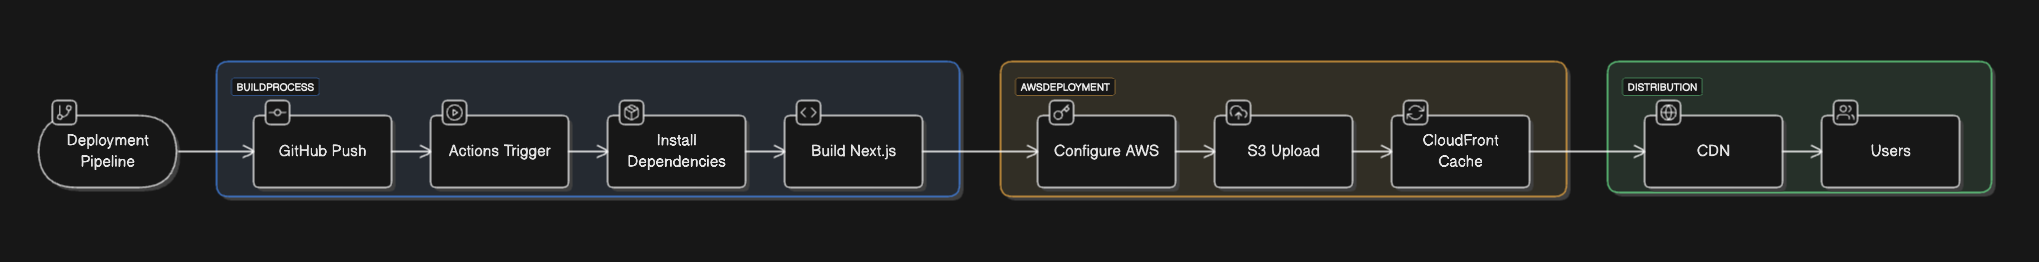 Deployment
Pipeline
BUILDPROCESS
GitHub Push
Actions Trigger
Install
Dependencies
Build Next.js
AWSDEPLOYMENT
Configure AWS
S3 Upload
CloudFront
Cache
DISTRIBUTION
CDN
Users